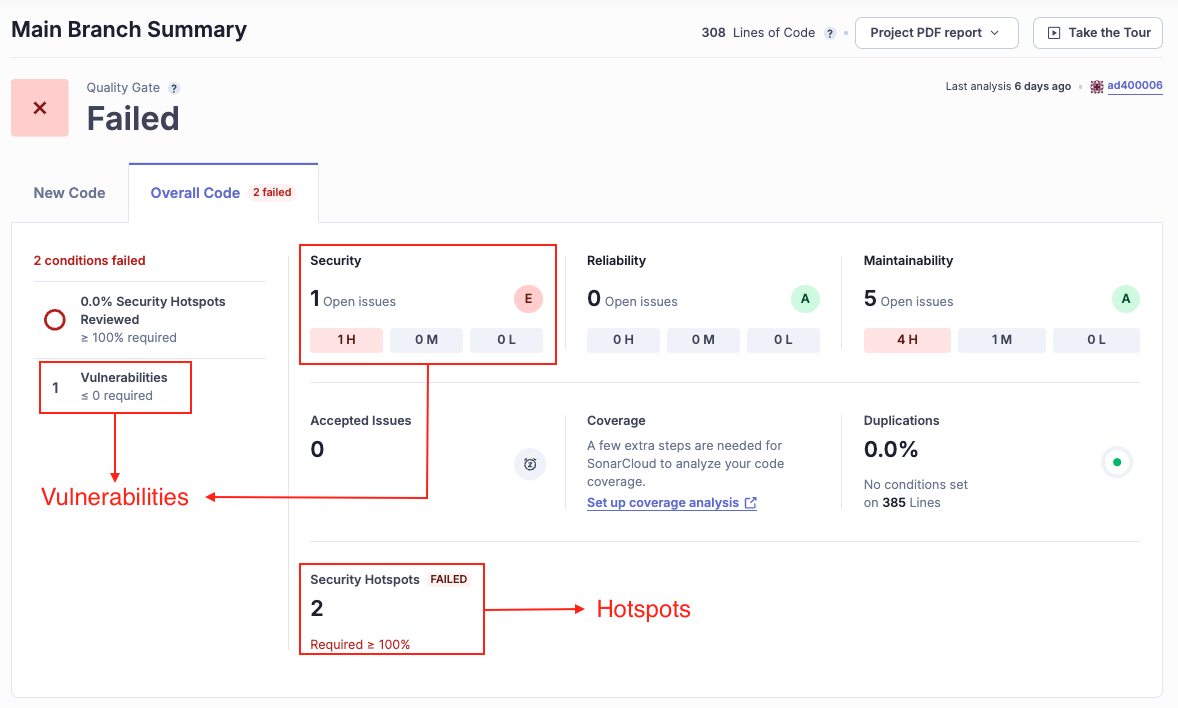 Main Branch Summary
308 Lines of Code ?
Project PDF report
Take the Tour
Quality Gate ?
Failed
Last analysis 6 days ago
ad400006
New Code
Overall Code 2 failed
2 conditions failed
0.0% Security Hotspots
Reviewed
≥ 100% required
1 Vulnerabilities
≤ 0 required
Vulnerabilities
Security
1 Open issues E
1 H 0 M 0 L
Reliability
0 Open issues A
0 H 0 M 0 L
Maintainability
5 Open issues A
4 H 1 M 0 L
Accepted Issues
0
Coverage
A few extra steps are needed for
SonarCloud to analyze your code
coverage.
Set up coverage analysis
Duplications
0.0%
No conditions set
on 385 Lines
Security Hotspots FAILED
2
Required ≥ 100%
Hotspots